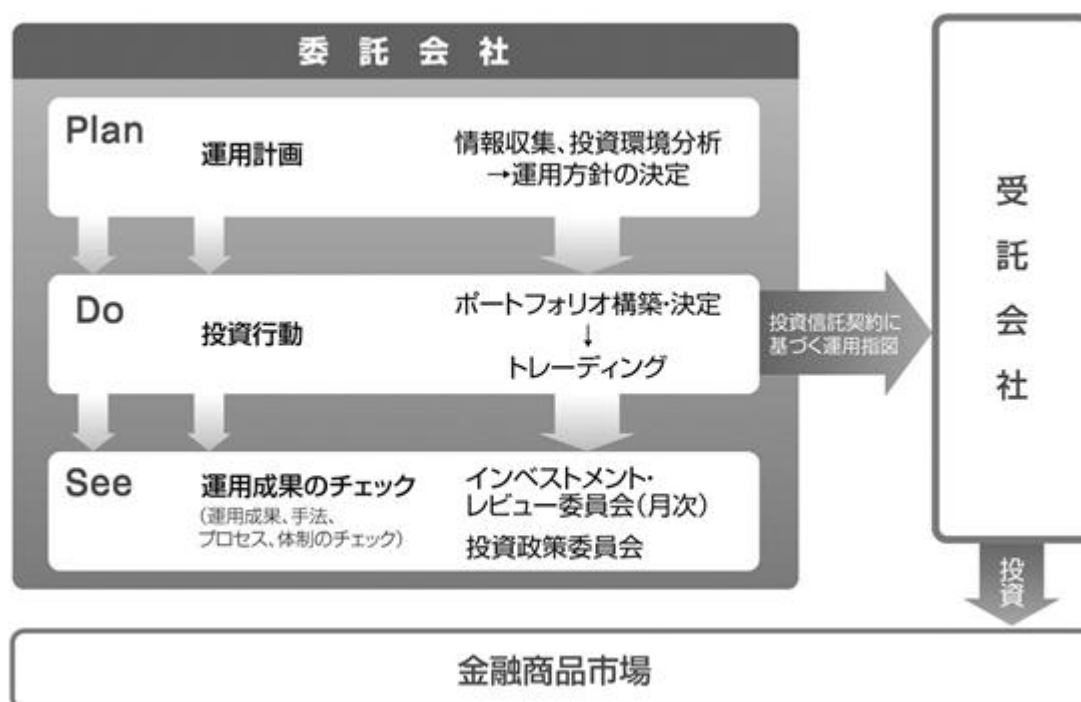 委託会社
Plan
運用計画
情報収集、投資環境分析
→運用方針の決定
Do
投資行動
ポートフォリオ構築・決定
↓
トレーディング
See
運用成果のチェック
(運用成果、手法、
プロセス、体制のチェック)
インベストメント・
レビュー委員会(月次)
投資政策委員会
投資信託契約に
基づく運用指図
受託会社
投資
金融商品市場